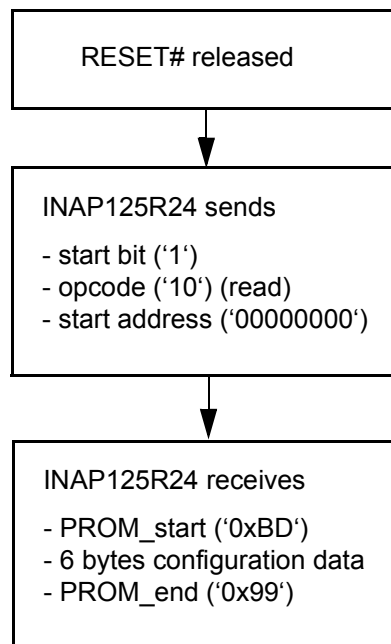 RESET# released
INAP125R24 sends
- start bit (‘1‘)
- opcode (‘10‘) (read)
- start address (‘00000000‘)
INAP125R24 receives
- PROM_start (‘0xBD‘)
- 6 bytes configuration data
- PROM_end (‘0x99‘)